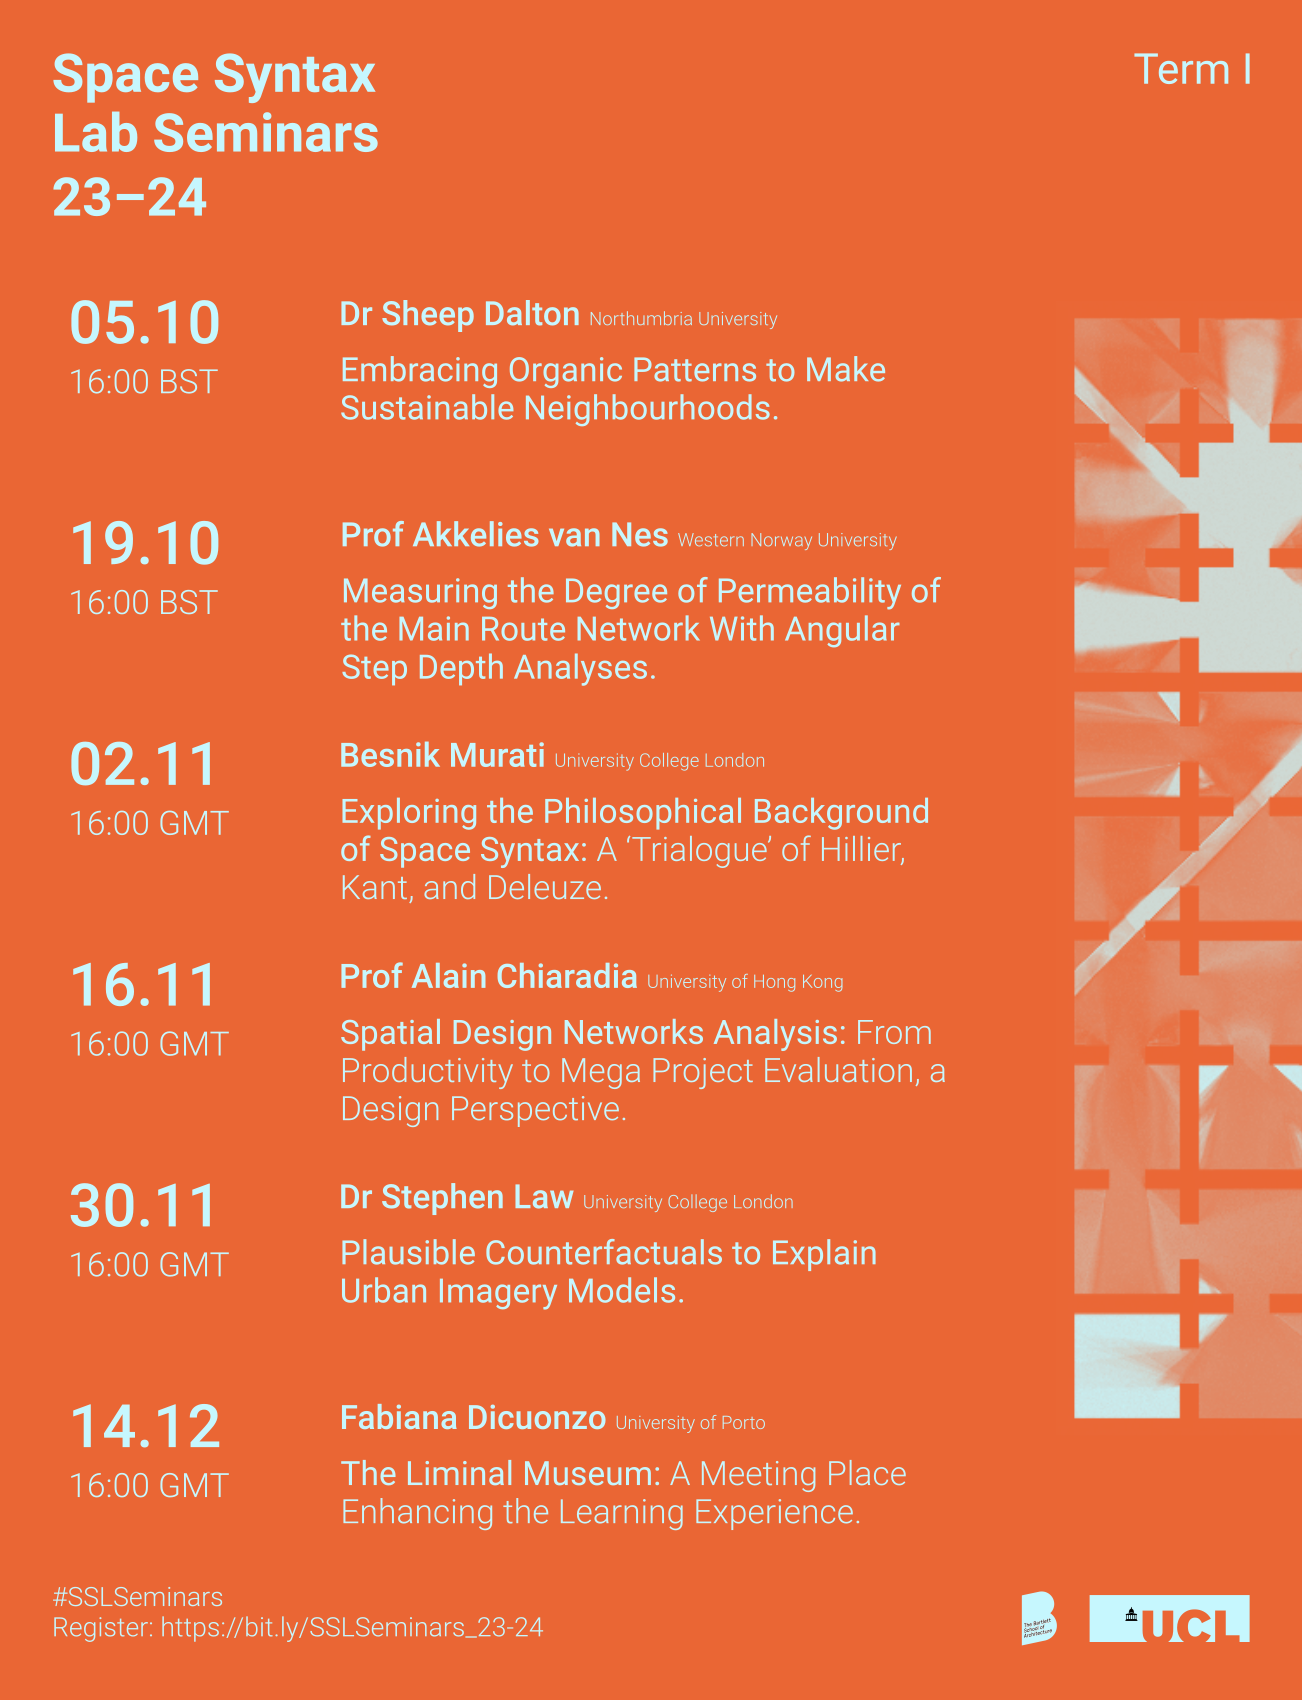 Space Syntax
Lab Seminars
23–24
Term I
05.10
16:00 BST
Dr Sheep Dalton Northumbria University
Embracing Organic Patterns to Make
Sustainable Neighbourhoods.
19.10
16:00 BST
Prof Akkelies van Nes Western Norway University
Measuring the Degree of Permeability of
the Main Route Network With Angular
Step Depth Analyses.
02.11
16:00 GMT
Besnik Murati University College London
Exploring the Philosophical Background
of Space Syntax: A ‘Trialogue’ of Hillier,
Kant, and Deleuze.
16.11
16:00 GMT
Prof Alain Chiaradia University of Hong Kong
Spatial Design Networks Analysis: From
Productivity to Mega Project Evaluation, a
Design Perspective.
30.11
16:00 GMT
Dr Stephen Law University College London
Plausible Counterfactuals to Explain
Urban Imagery Models.
14.12
16:00 GMT
Fabiana Dicuonzo University of Porto
The Liminal Museum: A Meeting Place
Enhancing the Learning Experience.
#SSLSeminars
Register: https://bit.ly/SSLSeminars_23-24
The Bartlett
School of
Architecture
UCL